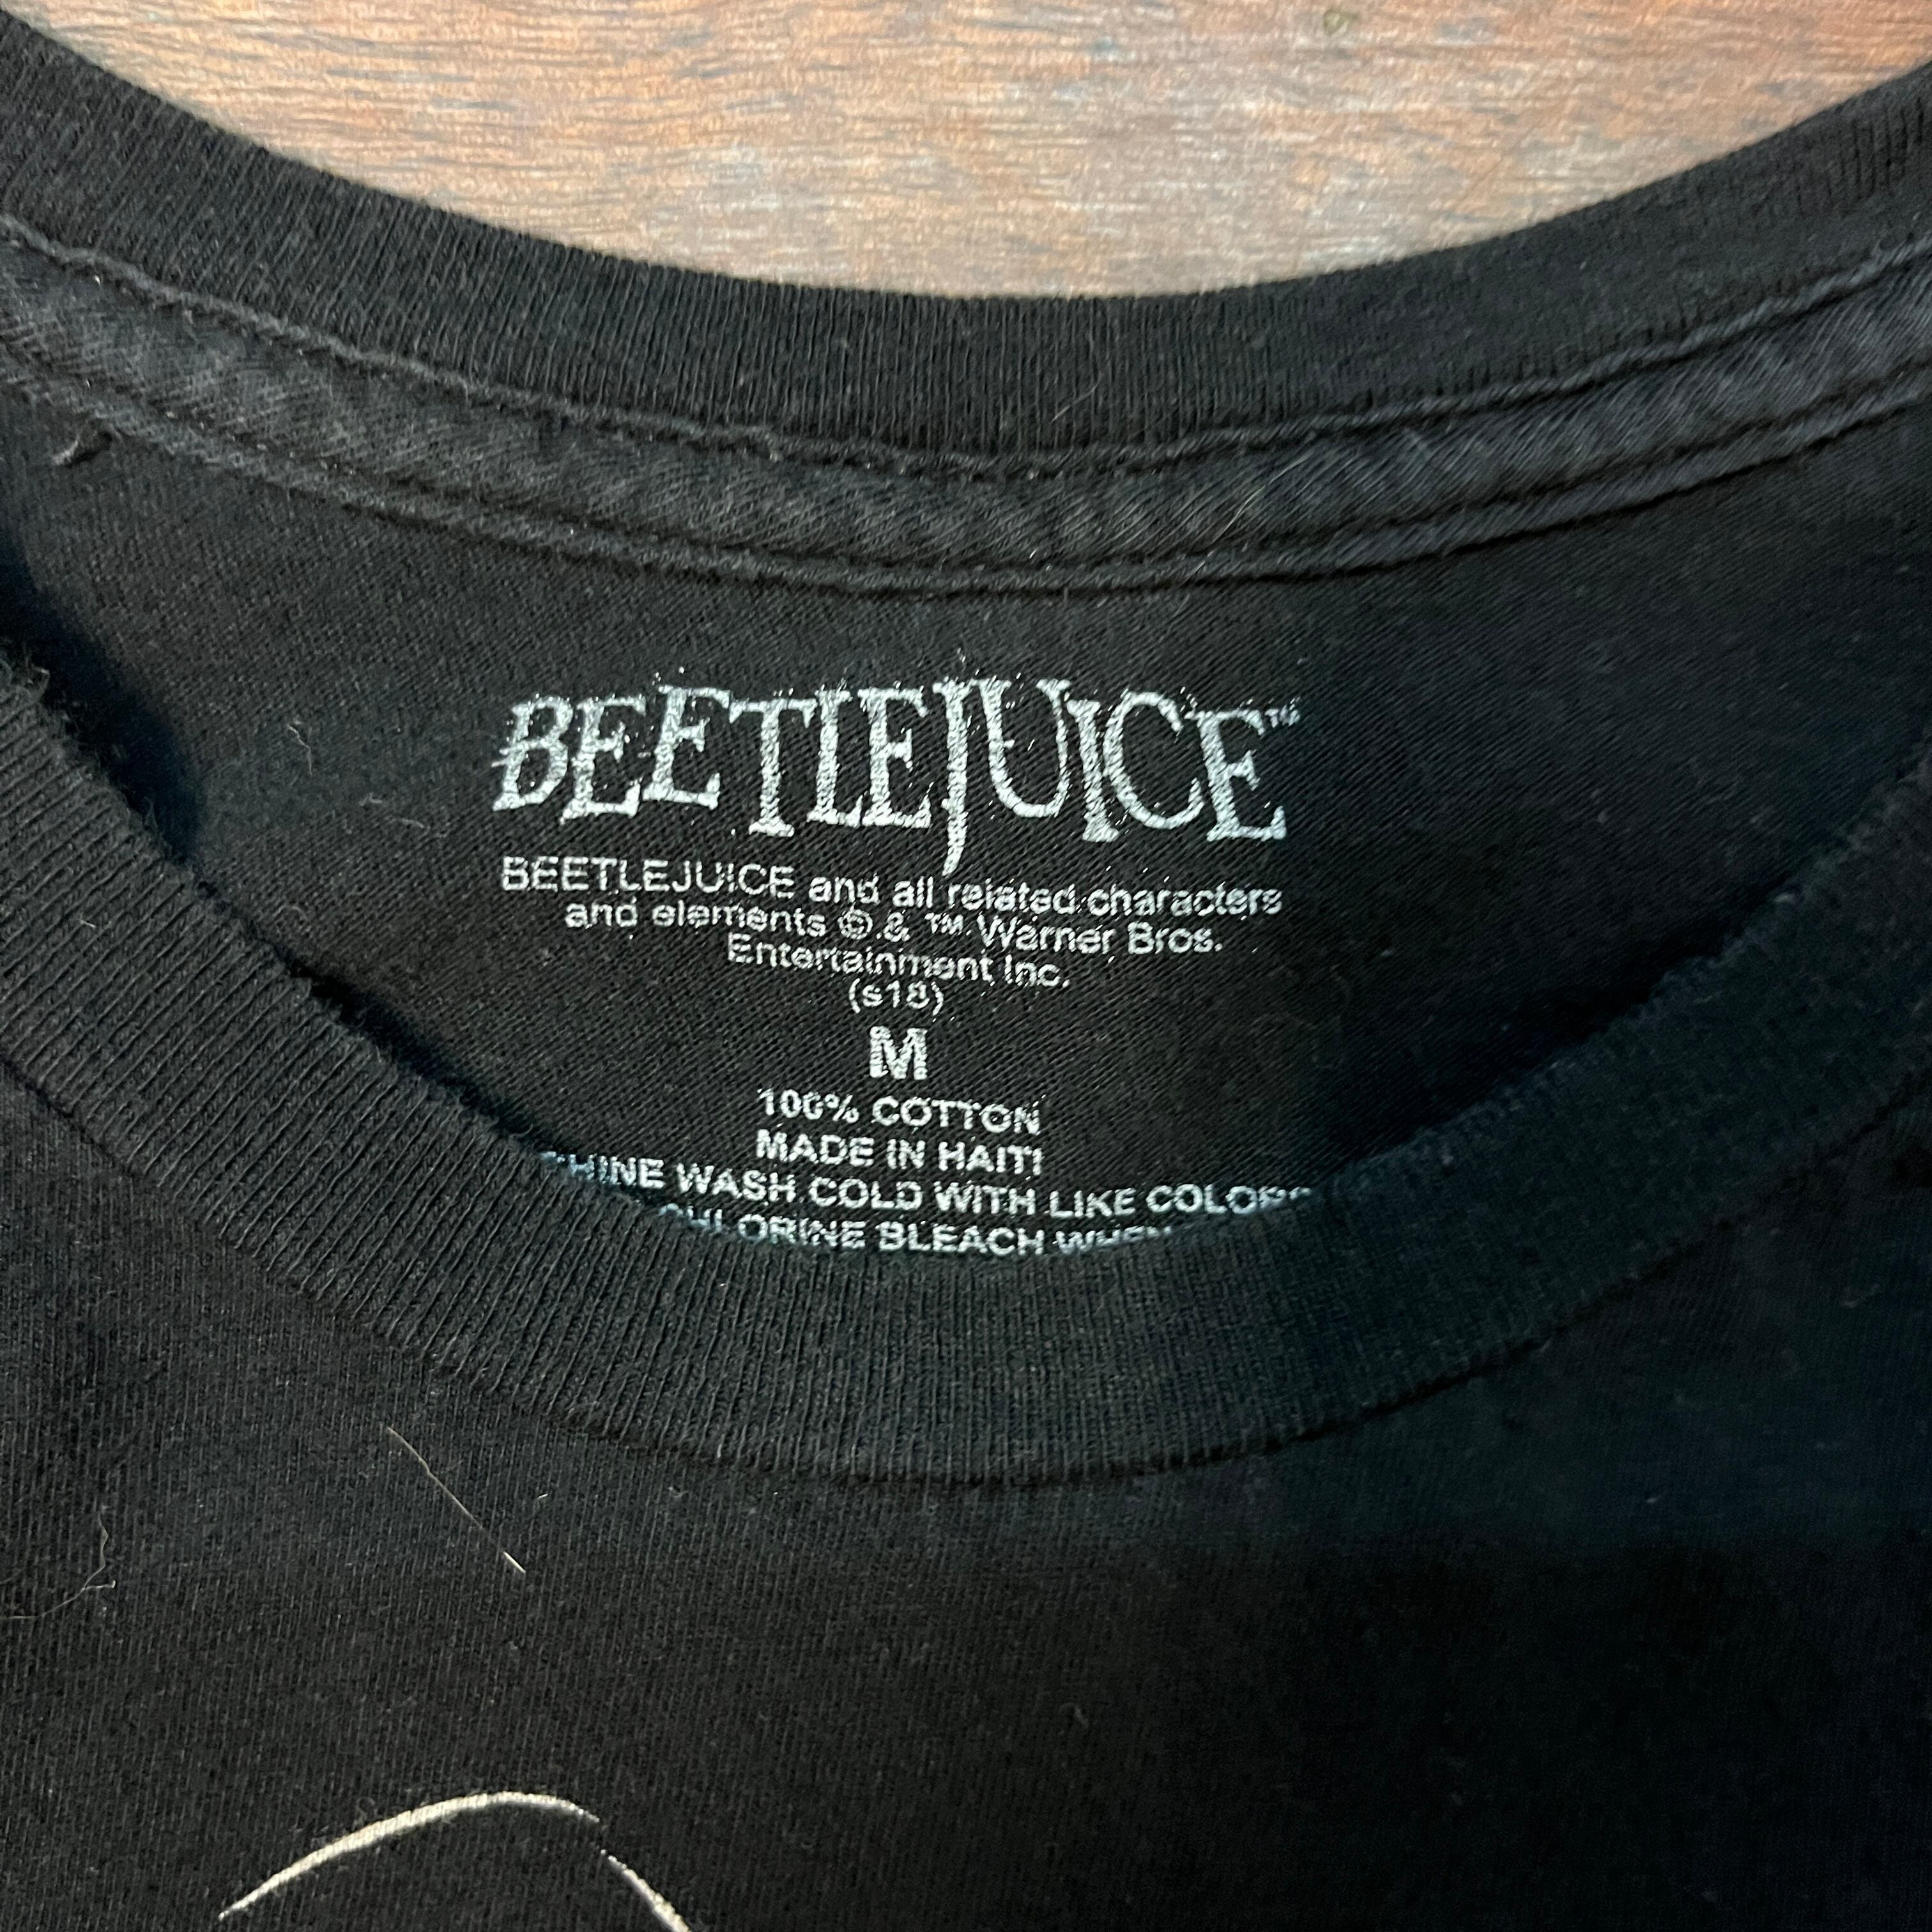 BEETLEJUICE™
BEETLEJUICE and all related characters
and elements © & ™ Warner Bros.
Entertainment Inc.
(s18)
M
100% COTTON
MADE IN HAITI
WASH COLD WITH LIKE COLORS
BLEACH